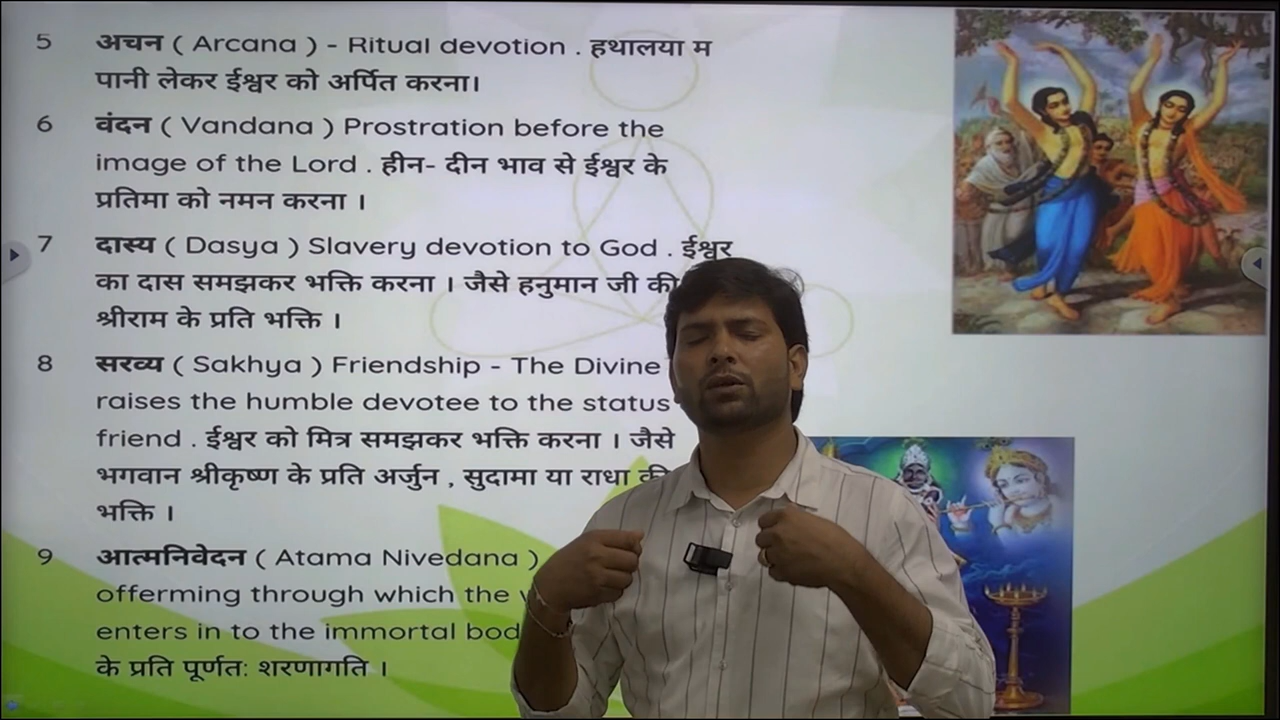 5 अचन ( Arcana ) - Ritual devotion . हथालया म
पानी लेकर ईश्वर को अर्पित करना।
6 वंदन ( Vandana ) Prostration before the
image of the Lord . हीन- दीन भाव से ईश्वर के
प्रतिमा को नमन करना ।
7 दास्य ( Dasya ) Slavery devotion to God . ईश्वर
का दास समझकर भक्ति करना । जैसे हनुमान जी की
श्रीराम के प्रति भक्ति ।
8 सरव्य ( Sakhya ) Friendship - The Divine
raises the humble devotee to the status
friend . ईश्वर को मित्र समझकर भक्ति करना । जैसे
भगवान श्रीकृष्ण के प्रति अर्जुन , सुदामा या राधा की
भक्ति ।
9 आत्मनिवेदन ( Atama Nivedana )
offerming through which the
enters in to the immortal bod
के प्रति पूर्णत: शरणागति ।